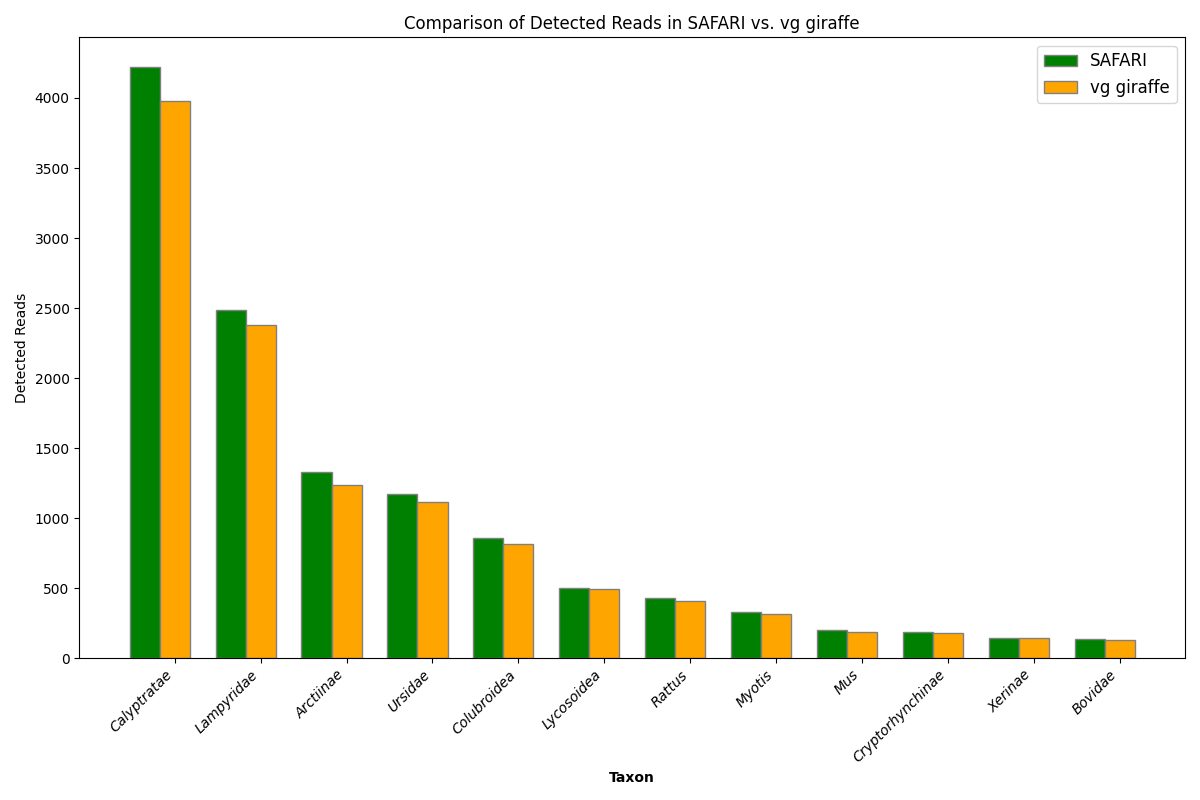 Comparison of Detected Reads in SAFARI vs. vg giraffe
SAFARI
vg giraffe
Detected Reads
4000
3500
3000
2500
2000
1500
1000
500
0
Calyptratae
Lampyridae
Arctiinae
Ursidae
Colubroidea
Lycosoidea
Rattus
Myotis
Mus
Cryptorhynchinae
Xerinae
Bovidae
Taxon